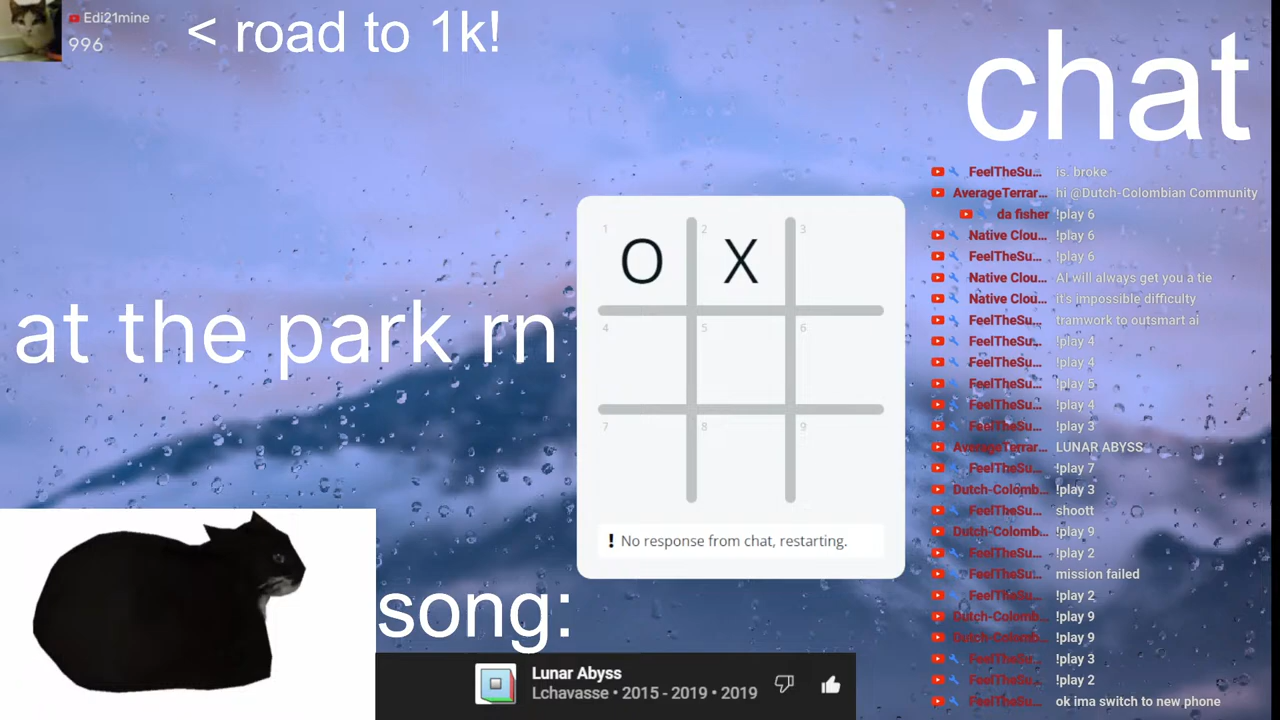 Edi21mine
996
< road to 1k!
chat
at the park rn
1 2 3
O X
4 5 6
7 8 9
! No response from chat, restarting.
song:
Lunar Abyss
Lchavasse • 2015 - 2019 • 2019
FeelTheSu... is. broke
AverageTerrar... hi @Dutch-Colombian Community
da fisher !play 6
Native Clou... !play 6
FeelTheSu... !play 6
Native Clou... AI will always get you a tie
Native Clou... it's impossible difficulty
FeelTheSu... tramwork to outsmart ai
FeelTheSu... !play 4
FeelTheSu... !play 4
FeelTheSu... !play 5
FeelTheSu... !play 4
FeelTheSu... !play 3
AverageTerrar... LUNAR ABYSS
FeelTheSu... !play 7
Dutch-Colomb... !play 3
FeelTheSu... shoott
Dutch-Colomb... !play 9
FeelTheSu... !play 2
FeelTheSu... mission failed
FeelTheSu... !play 2
Dutch-Colomb... !play 9
Dutch-Colomb... !play 9
FeelTheSu... !play 3
FeelTheSu... !play 2
FeelTheSu... ok ima switch to new phone